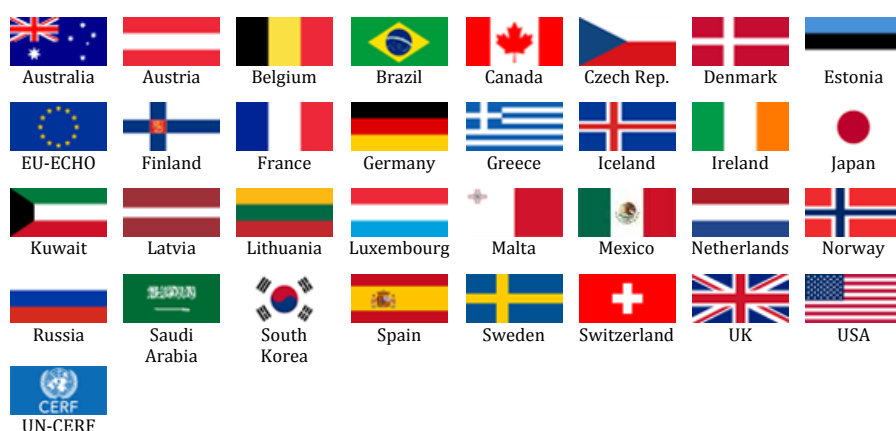 Australia Austria Belgium Brazil Canada Czech Rep. Denmark Estonia
EU-ECHO Finland France Germany Greece Iceland Ireland Japan
Kuwait Latvia Lithuania Luxembourg Malta Mexico Netherlands Norway
Russia Saudi South Spain Sweden Switzerland UK USA
Arabia Korea
CERF
UN-CERF